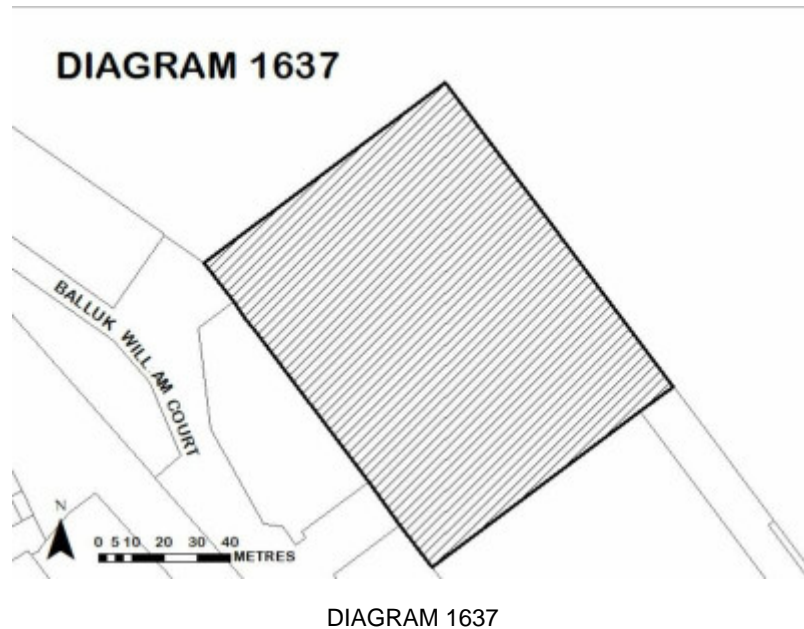 DIAGRAM 1637
BALLUK WILL AM COURT
N
0 5 10 20 30 40
METRES
DIAGRAM 1637